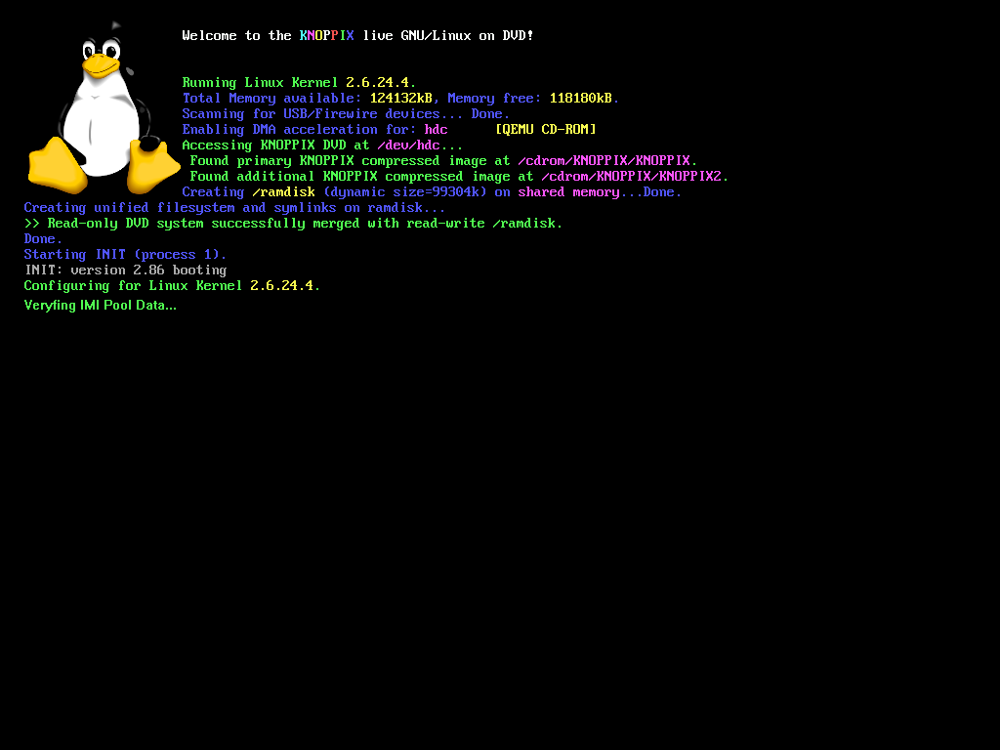 Welcome to the KNOPPIX live GNU/Linux on DVD!
Running Linux Kernel 2.6.24.4.
Total Memory available: 124132kB, Memory free: 118180kB.
Scanning for USB/Firewire devices... Done.
Enabling DMA acceleration for: hdc [QEMU CD-ROM]
Accessing KNOPPIX DVD at /dev/hdc...
Found primary KNOPPIX compressed image at /cdrom/KNOPPIX/KNOPPIX.
Found additional KNOPPIX compressed image at /cdrom/KNOPPIX/KNOPPIX2.
Creating /ramdisk (dynamic size=99304k) on shared memory...Done.
Creating unified filesystem and symlinks on ramdisk...
>> Read-only DVD system successfully merged with read-write /ramdisk.
Done.
Starting INIT (process 1).
INIT: version 2.86 booting
Configuring for Linux Kernel 2.6.24.4.
Veryfing IMI Pool Data...